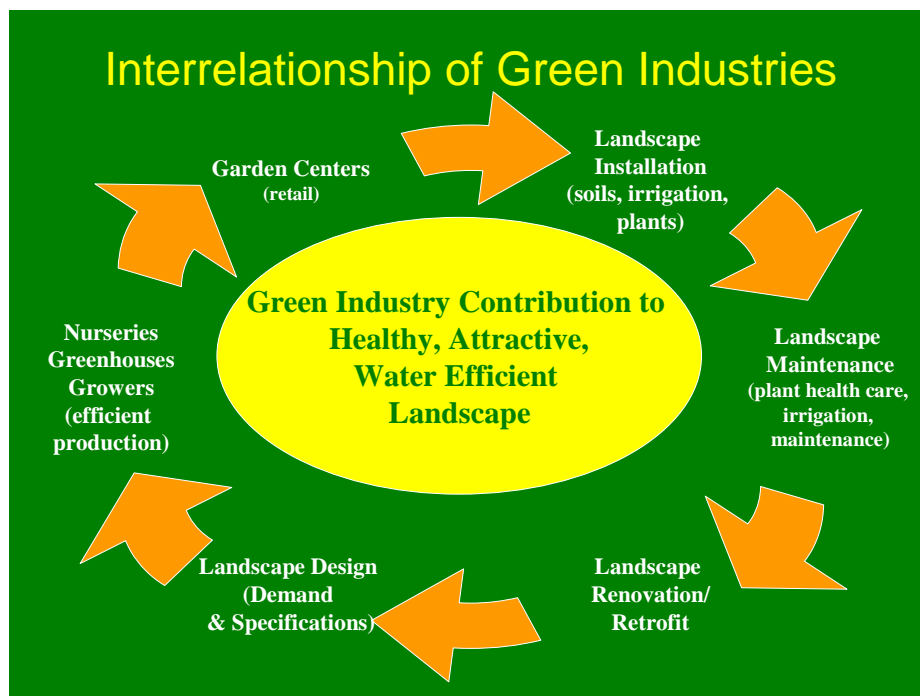 Interrelationship of Green Industries
Garden Centers
(retail)
Landscape
Installation
(soils, irrigation,
plants)
Landscape
Maintenance
(plant health care,
irrigation,
maintenance)
Landscape
Renovation/
Retrofit
Landscape Design
(Demand
& Specifications)
Nurseries
Greenhouses
Growers
(efficient
production)
Green Industry Contribution to
Healthy, Attractive,
Water Efficient
Landscape